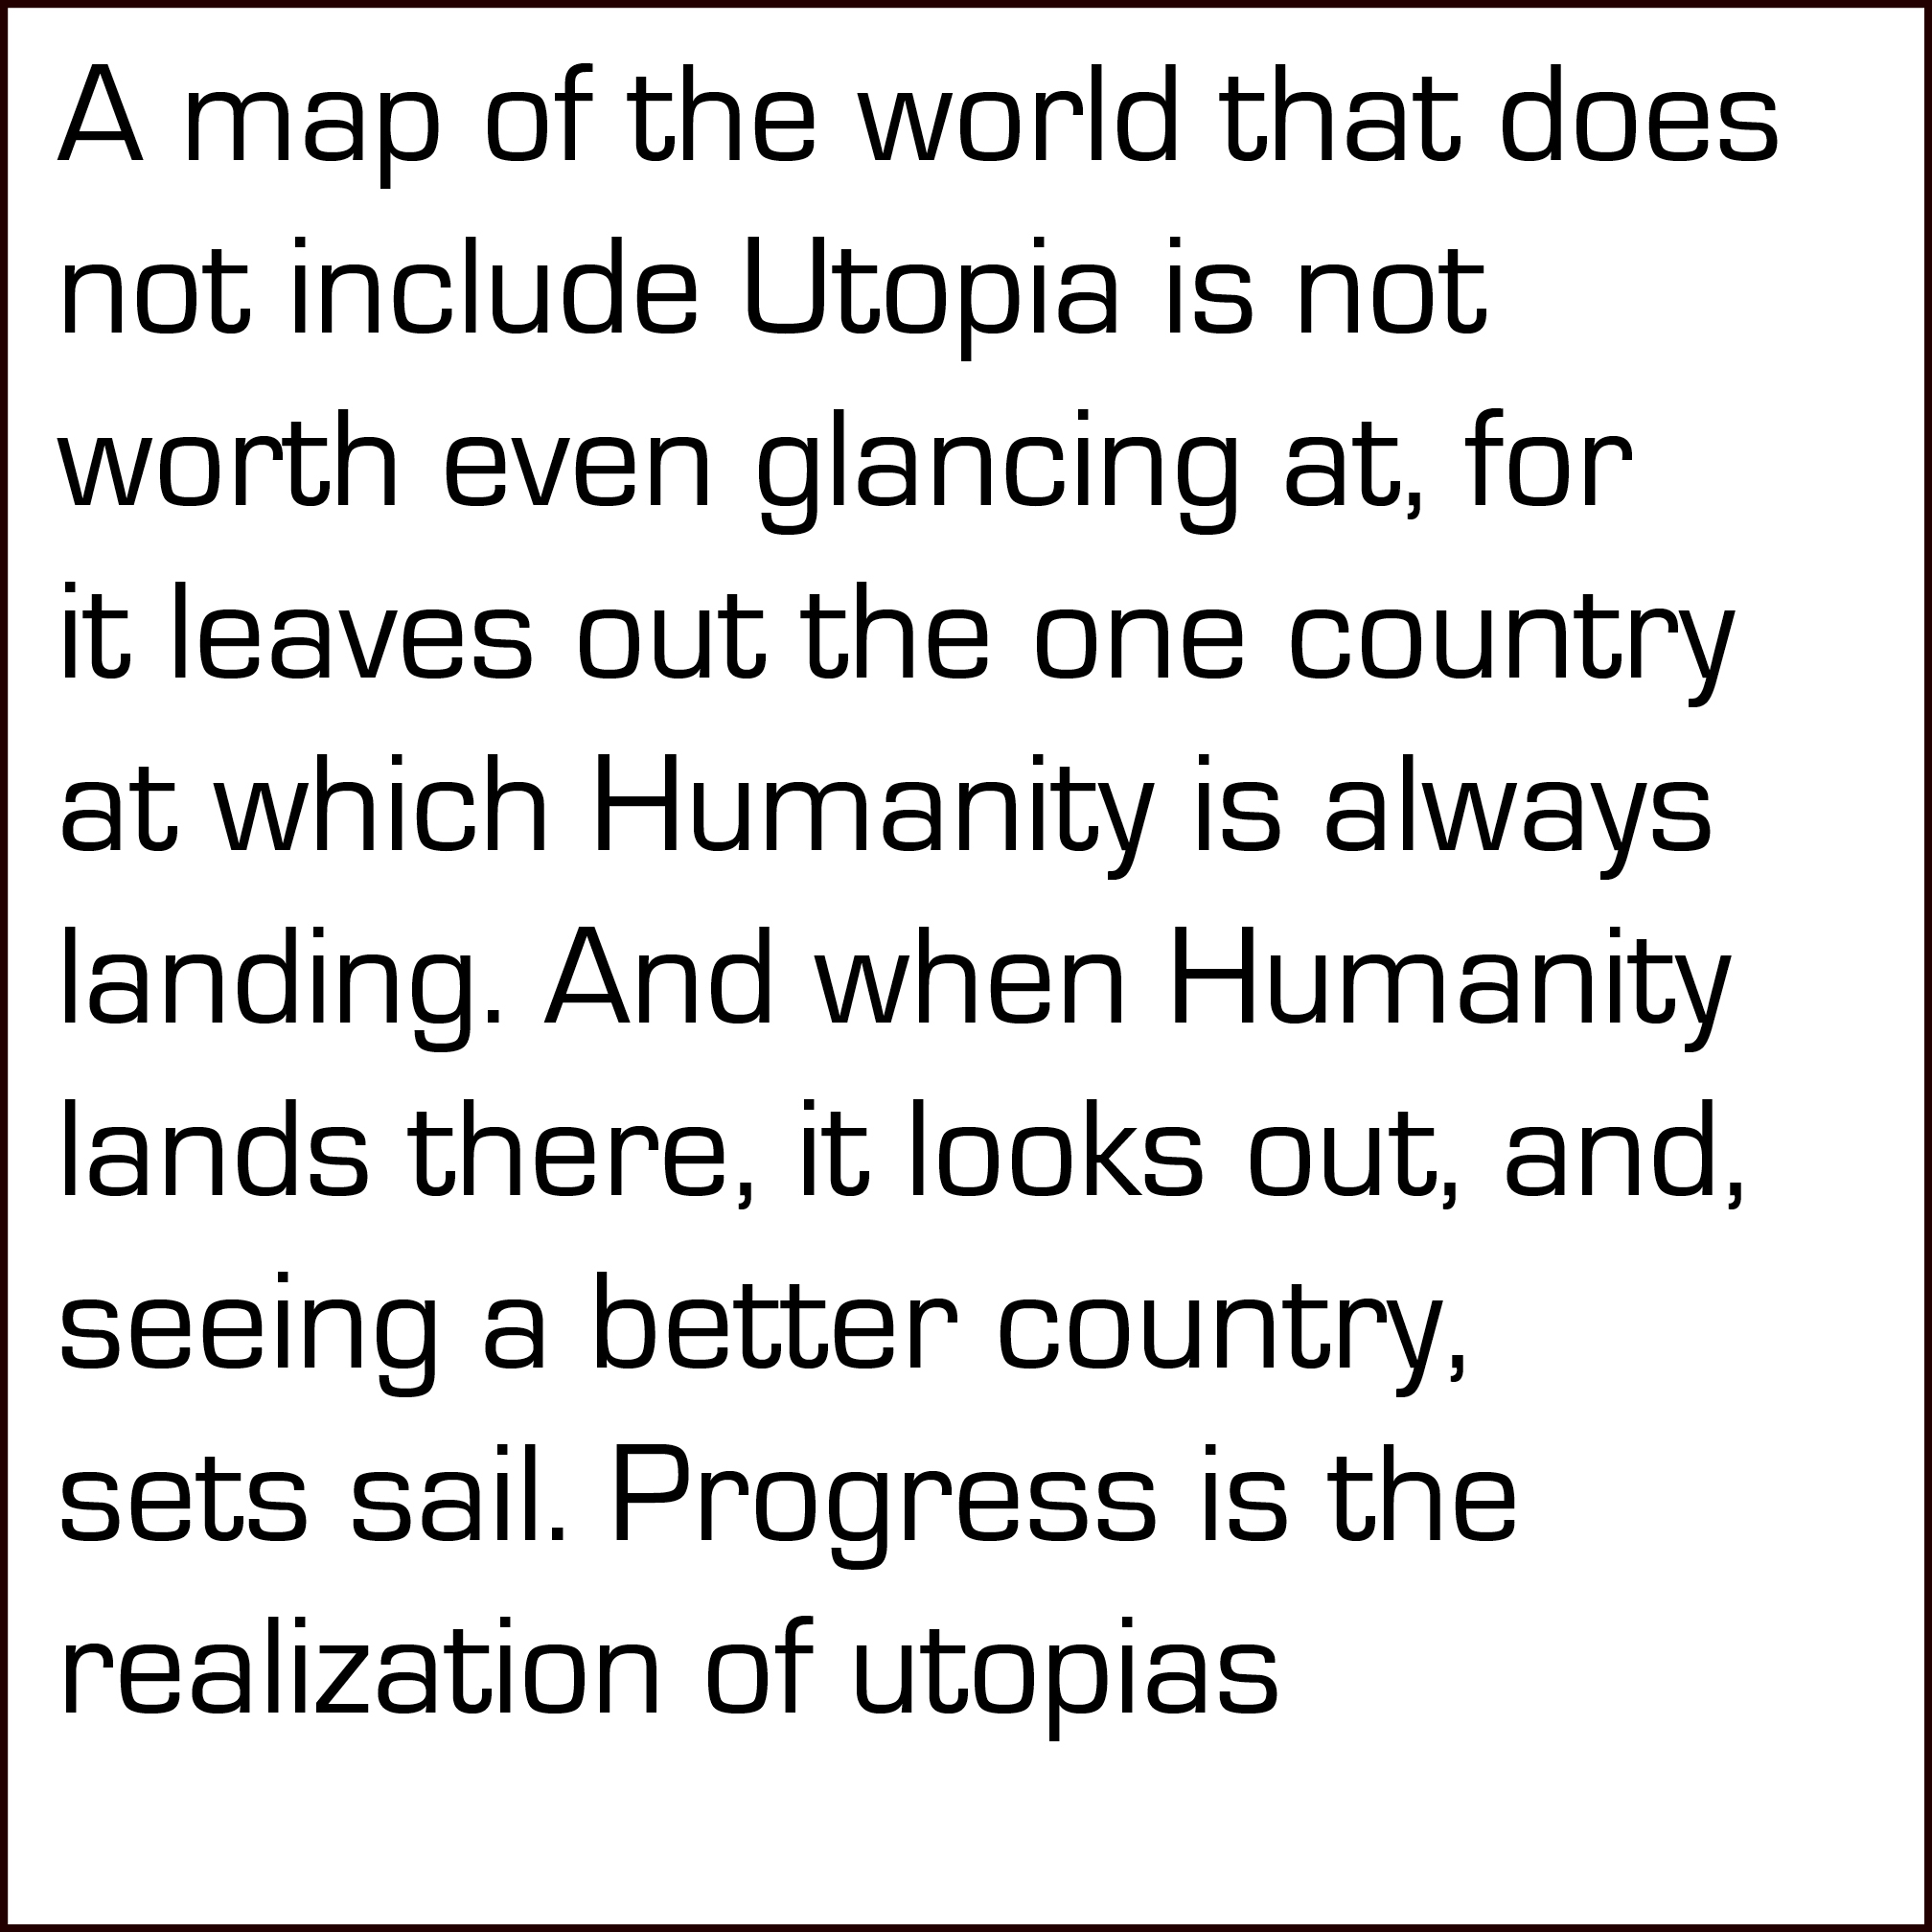 A map of the world that does
not include Utopia is not
worth even glancing at, for
it leaves out the one country
at which Humanity is always
landing. And when Humanity
lands there, it looks out, and,
seeing a better country,
sets sail. Progress is the
realization of utopias